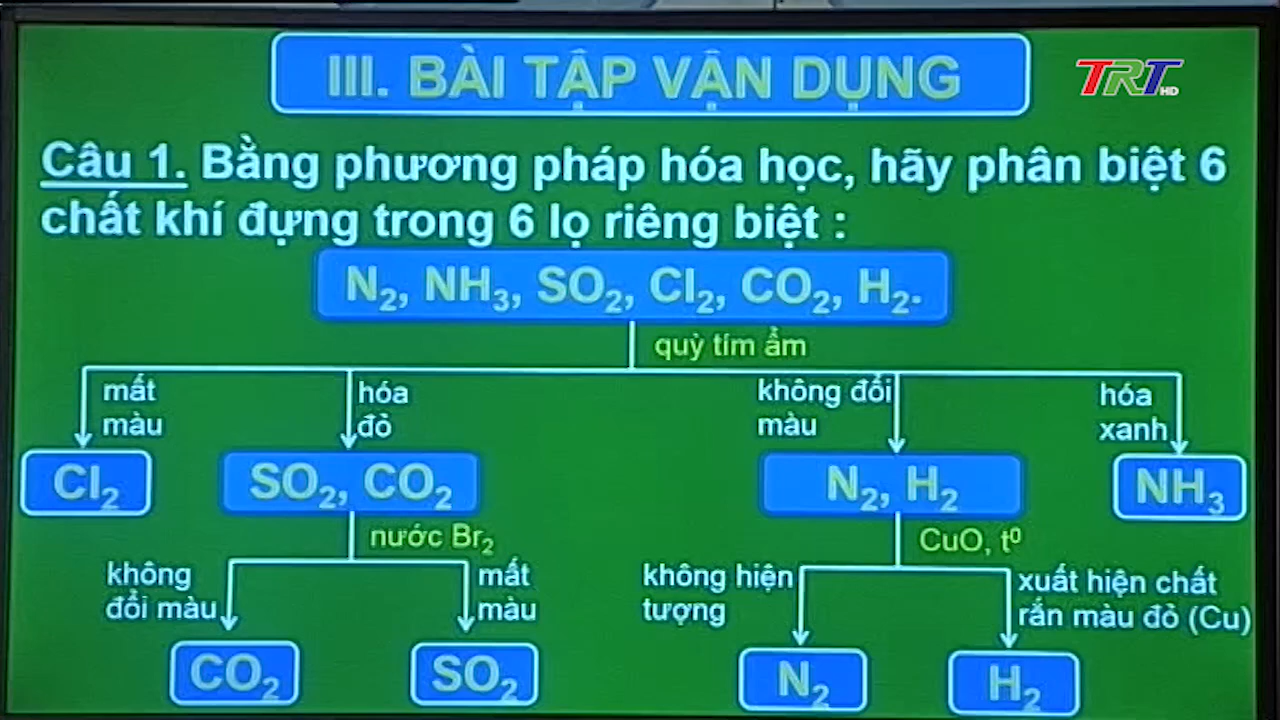 III. BÀI TẬP VẬN DỤNG
TRT HD
Câu 1. Bằng phương pháp hóa học, hãy phân biệt 6
chất khí đựng trong 6 lọ riêng biệt :
N₂, NH₃, SO₂, Cl₂, CO₂, H₂.
quỳ tím ẩm
mất
màu
hóa
đỏ
không đổi
màu
hóa
xanh
Cl₂
SO₂, CO₂
N₂, H₂
NH₃
nước Br₂
CuO, t⁰
không
đổi màu
mất
màu
không hiện
tượng
xuất hiện chất
rắn màu đỏ (Cu)
CO₂
SO₂
N₂
H₂